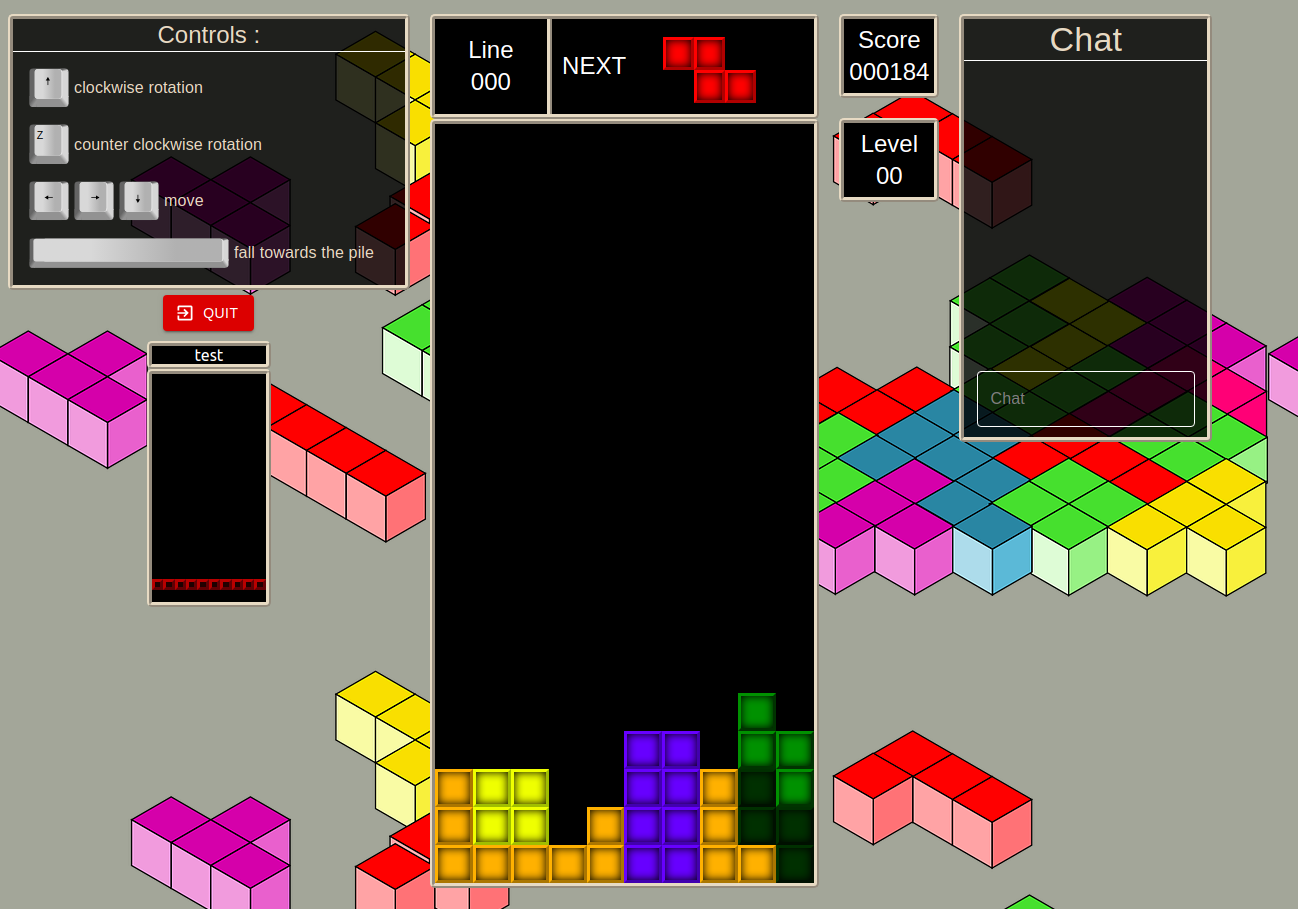 Controls :
↑ clockwise rotation
Z counter clockwise rotation
← → ↓ move
fall towards the pile
QUIT
test
Line
000
NEXT
Score
000184
Level
00
Chat
Chat